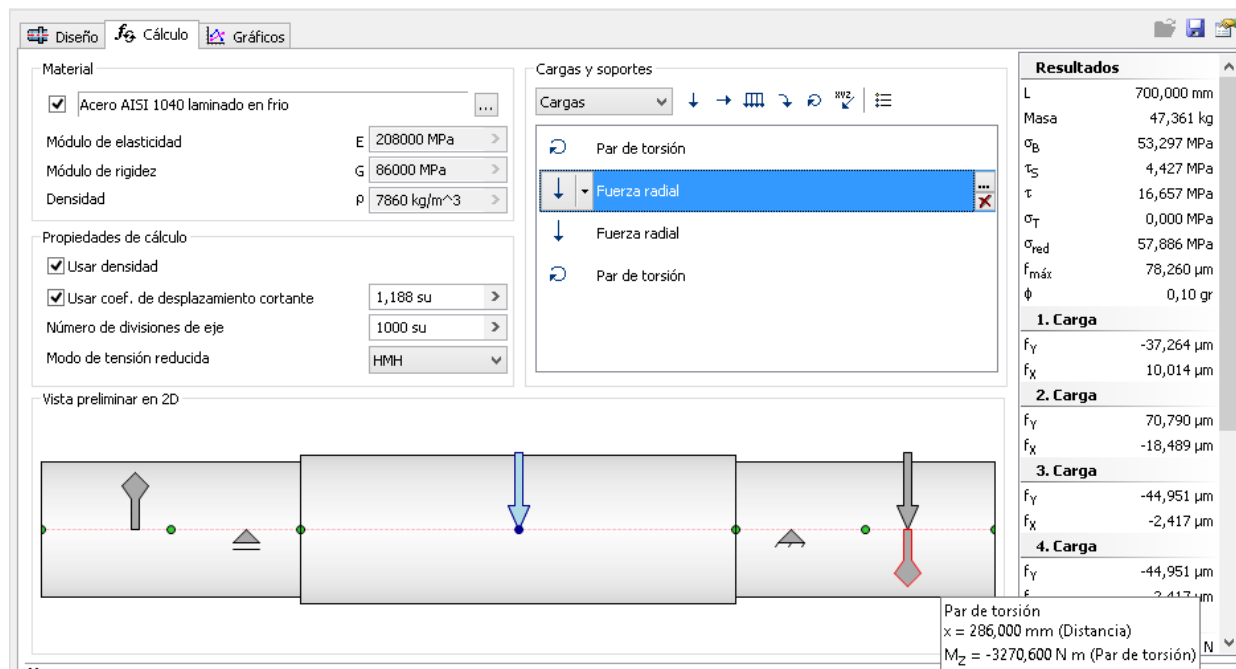 Diseño
fG Cálculo
Gráficos
Material
Acero AISI 1040 laminado en frio
...
Módulo de elasticidad E 208000 MPa >
Módulo de rigidez G 86000 MPa >
Densidad ρ 7860 kg/m^3 >
Propiedades de cálculo
Usar densidad
Usar coef. de desplazamiento cortante 1,188 su >
Número de divisiones de eje 1000 su >
Modo de tensión reducida HMH
Cargas y soportes
Cargas
xyz
Par de torsión
Fuerza radial
...
Fuerza radial
Par de torsión
Vista preliminar en 2D
Par de torsión
x = 286,000 mm (Distancia)
MZ = -3270,600 N m (Par de torsión)
Resultados
L 700,000 mm
Masa 47,361 kg
σB 53,297 MPa
τS 4,427 MPa
τ 16,657 MPa
σT 0,000 MPa
σred 57,886 MPa
fmáx 78,260 μm
ϕ 0,10 gr
1. Carga
fY -37,264 μm
fX 10,014 μm
2. Carga
fY 70,790 μm
fX -18,489 μm
3. Carga
fY -44,951 μm
fX -2,417 μm
4. Carga
fY -44,951 μm
N